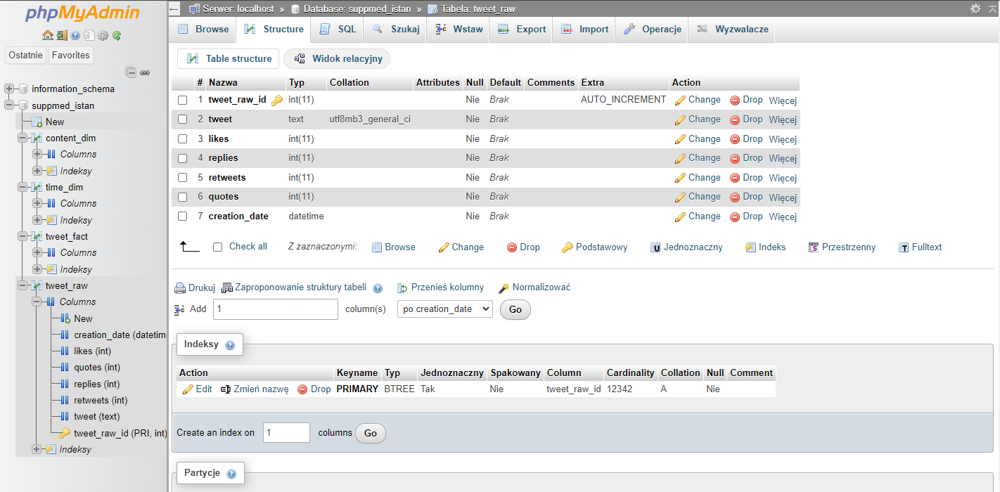 phpMyAdmin
Serwer: localhost » Database: suppmed_istan » Tabela: tweet_raw
Browse Structure SQL Szukaj Wstaw Export Import Operacje Wyzwalacze
Ostatnie Favorites
Table structure Widok relacyjny
information_schema
suppmed_istan
New
content_dim
Columns
Indeksy
time_dim
Columns
Indeksy
tweet_fact
Columns
Indeksy
tweet_raw
Columns
New
creation_date (datetim
likes (int)
quotes (int)
replies (int)
retweets (int)
tweet (text)
tweet_raw_id (PRI, int)
Indeksy
# Nazwa Typ Collation Attributes Null Default Comments Extra Action
1 tweet_raw_id int(11) Nie Brak AUTO_INCREMENT Change Drop Więcej
2 tweet text utf8mb3_general_ci Nie Brak Change Drop Więcej
3 likes int(11) Nie Brak Change Drop Więcej
4 replies int(11) Nie Brak Change Drop Więcej
5 retweets int(11) Nie Brak Change Drop Więcej
6 quotes int(11) Nie Brak Change Drop Więcej
7 creation_date datetime Nie Brak Change Drop Więcej
Check all Z zaznaczonymi: Browse Change Drop Podstawowy U Jednoznaczny Indeks S Przestrzenny T Fulltext
Drukuj Zaproponowanie struktury tabeli Przenieś kolumny Normalizować
Add 1 column(s) po creation_date Go
Indeksy
Action Keyname Typ Jednoznaczny Spakowany Column Cardinality Collation Null Comment
Edit Zmień nazwę Drop PRIMARY BTREE Tak Nie tweet_raw_id 12342 A Nie
Create an index on 1 columns Go
Partycje